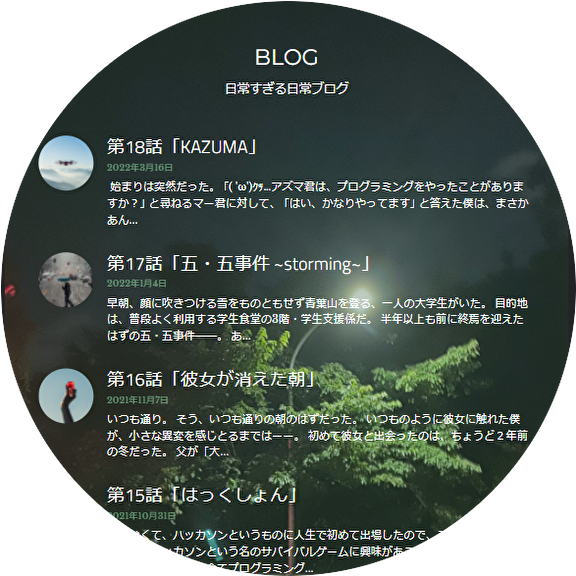 BLOG
日常すぎる日常ブログ
第18話「KAZUMA」
2022年3月16日
始まりは突然だった。「( 'ω')ｸｻ...アズマ君は、プログラミングをやったことがありま
すか？」と尋ねるマー君に対して、「はい、かなりやってます」と答えた僕は、まさか
あん...
第17話「五・五事件 ~storming~」
2022年1月4日
早朝、顔に吹きつける雪をものともせず青葉山を登る、一人の大学生がいた。 目的地
は、普段よく利用する学生食堂の3階・学生支援係だ。 半年以上も前に終焉を迎えた
はずの五・五事件――。 あ...
第16話「彼女が消えた朝」
2021年11月7日
いつも通り。 そう、いつも通りの朝のはずだった。 いつものように彼女に触れた僕
が、小さな異変を感じとるまではーー。 初めて彼女と出会ったのは、ちょうど２年前
の冬だった。 父が「大...
第15話「はっくしょん」
2021年10月31日
くて、ハッカソンというものに人生で初めて出場したので、
カソンという名のサバイバルゲームに興味があ
てプログラミング...